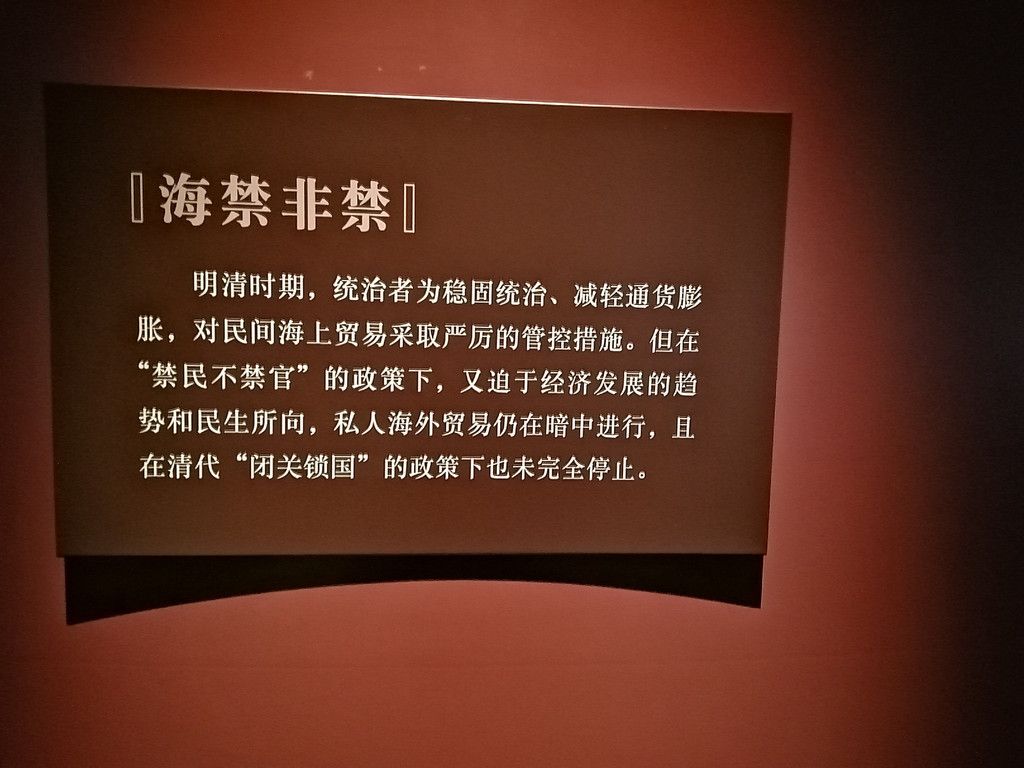 海禁非禁
明清时期，统治者为稳固统治、减轻通货膨
胀，对民间海上贸易采取严厉的管控措施。但在
“禁民不禁官”的政策下，又迫于经济发展的趋
势和民生所向，私人海外贸易仍在暗中进行，且
在清代“闭关锁国”的政策下也未完全停止。